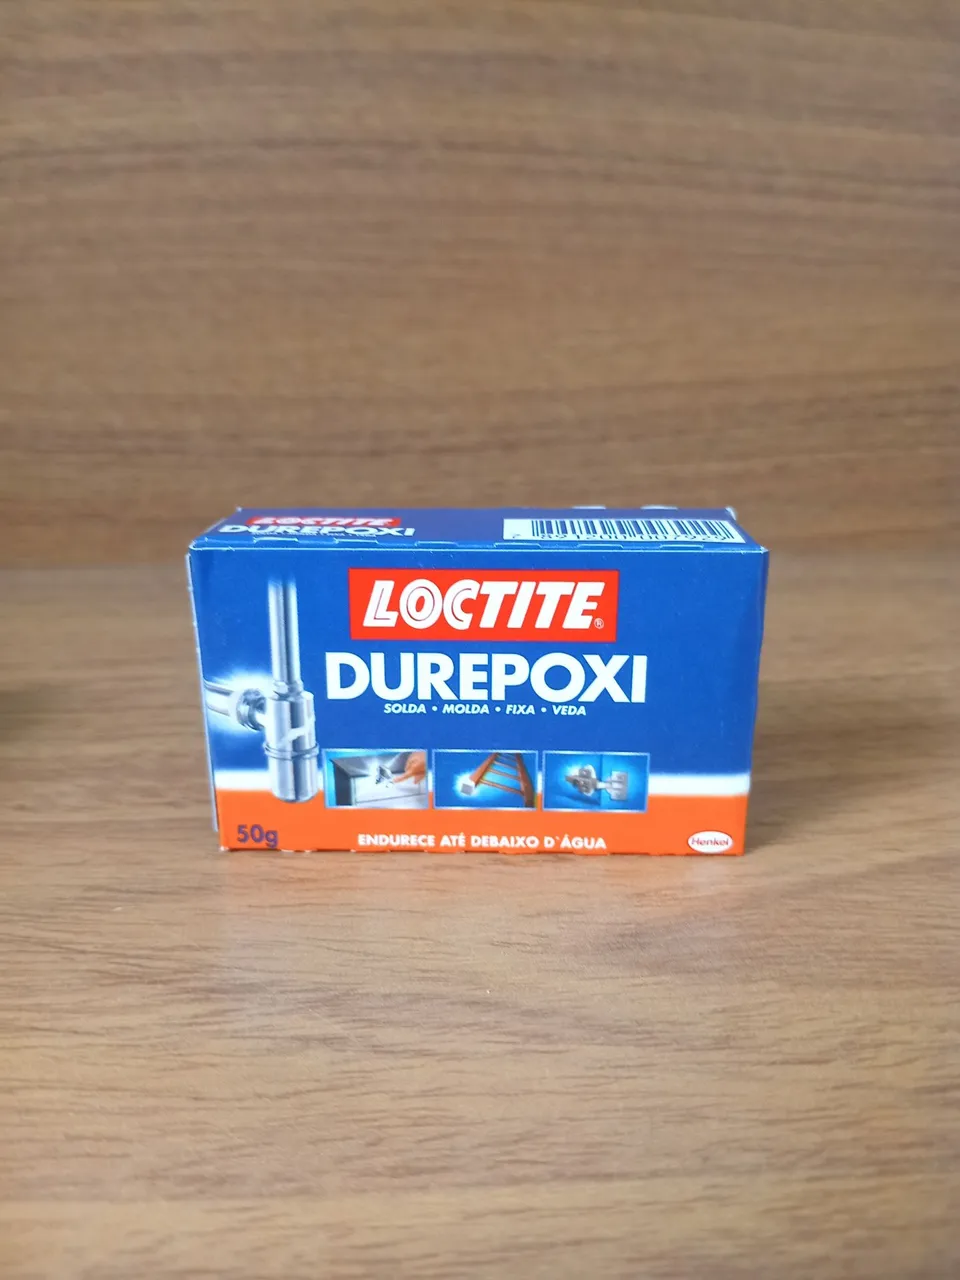 LOCTITE
DUREPOXI
LOCTITE®
DUREPOXI
SOLDA • MOLDA • FIXA • VEDA
50g
ENDURECE ATÉ DEBAIXO D'ÁGUA
Henkel